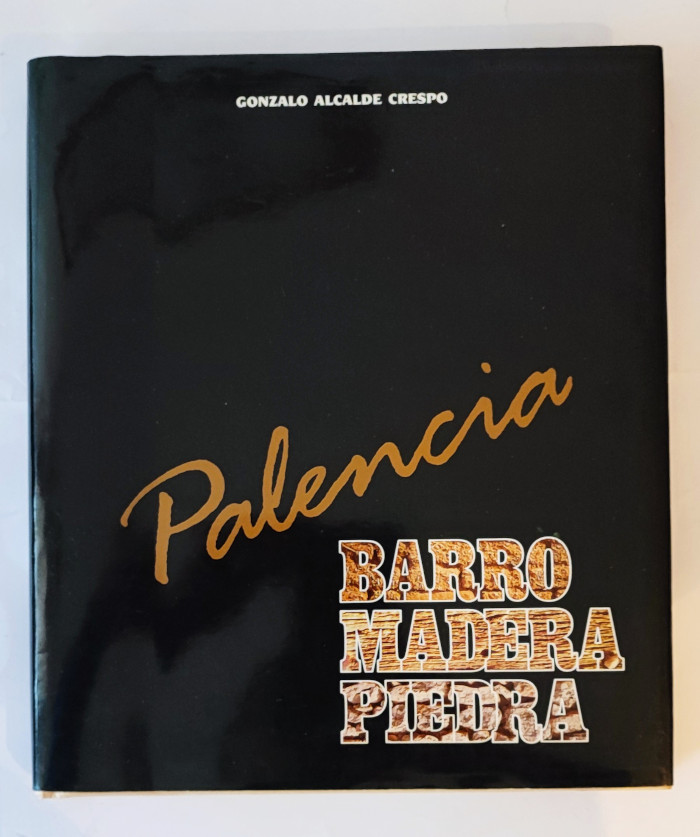 GONZALO ALCALDE CRESPO
Palencia
BARRO
MADERA
PIEDRA